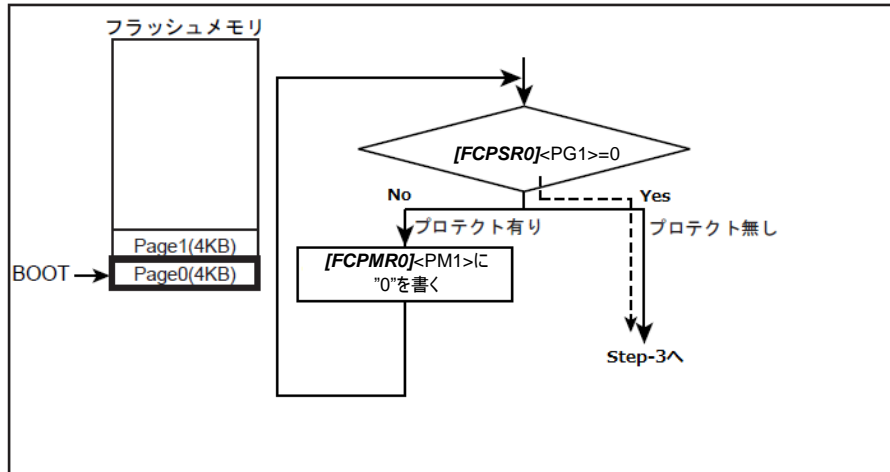 フラッシュメモリ
Page1(4KB)
BOOT
Page0(4KB)
[FCPSR0]<PG1>=0
No
Yes
プロテクト有り
プロテクト無し
[FCPMR0]<PM1>に
"0"を書く
Step-3へ